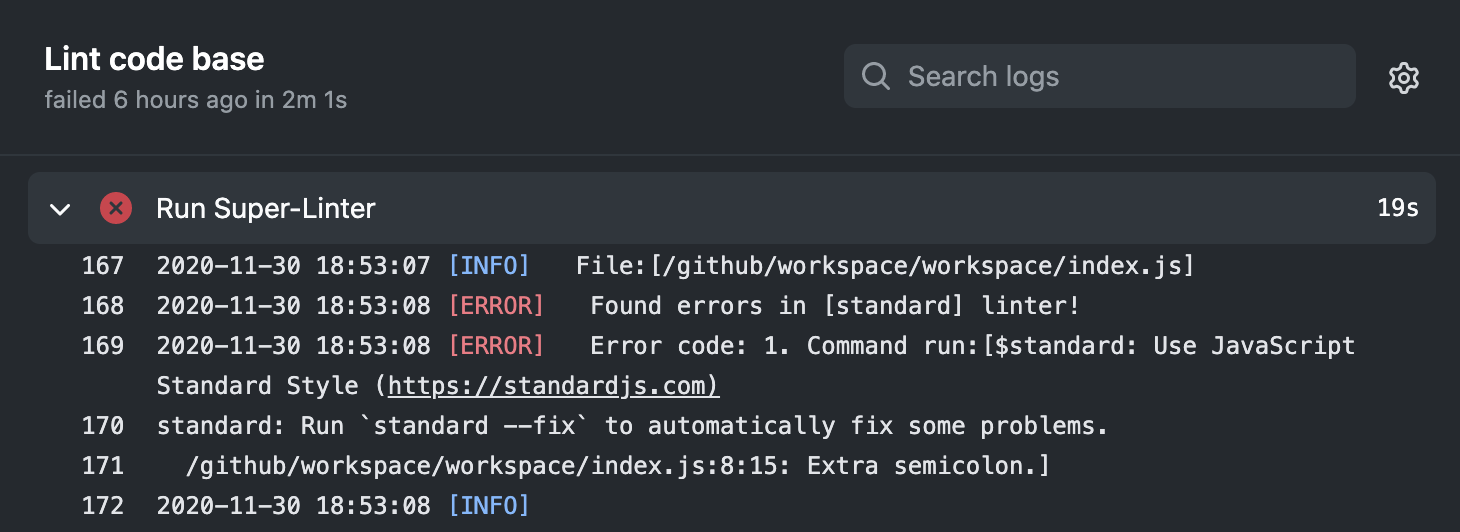 Lint code base
failed 6 hours ago in 2m 1s
Search logs
Run Super-Linter 19s
167 2020-11-30 18:53:07 [INFO] File:[/github/workspace/workspace/index.js]
168 2020-11-30 18:53:08 [ERROR] Found errors in [standard] linter!
169 2020-11-30 18:53:08 [ERROR] Error code: 1. Command run:[$standard: Use JavaScript
Standard Style (https://standardjs.com)
170 standard: Run `standard --fix` to automatically fix some problems.
171 /github/workspace/workspace/index.js:8:15: Extra semicolon.]
172 2020-11-30 18:53:08 [INFO]